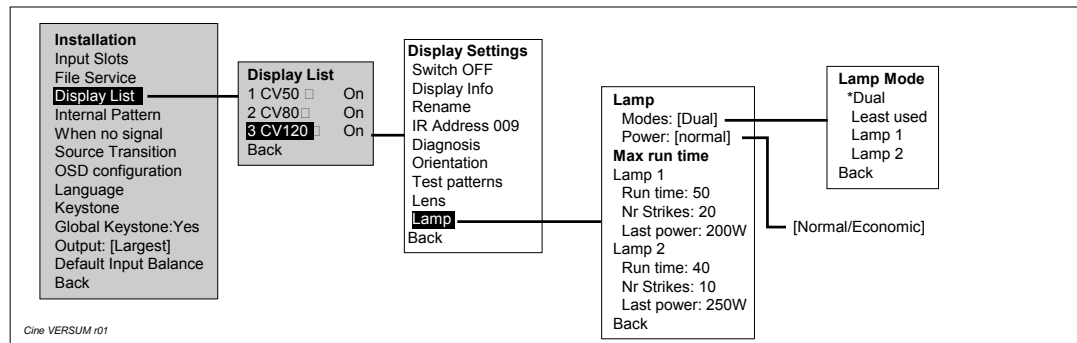 Installation
Input Slots
File Service
Display List
Internal Pattern
When no signal
Source Transition
OSD configuration
Language
Keystone
Global Keystone:Yes
Output: [Largest]
Default Input Balance
Back
Display List
1 CV50 □ On
2 CV80□ On
3 CV120□ On
Back
Display Settings
Switch OFF
Display Info
Rename
IR Address 009
Diagnosis
Orientation
Test patterns
Lens
Lamp
Back
Lamp
Modes: [Dual]
Power: [normal]
Max run time
Lamp 1
Run time: 50
Nr Strikes: 20
Last power: 200W
Lamp 2
Run time: 40
Nr Strikes: 10
Last power: 250W
Back
Lamp Mode
*Dual
Least used
Lamp 1
Lamp 2
Back
[Normal/Economic]
Cine VERSUM r01